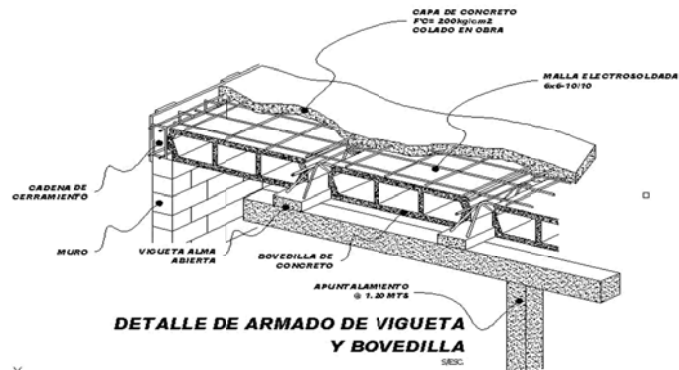 CAPA DE CONCRETO
F'C= 200kg/cm2
COLADO EN OBRA
MALLA ELECTROSOLDADA
6x6-10/10
CADENA DE
CERRAMIENTO
MURO
VIGUETA ALMA
ABIERTA
BOVEDILLA DE
CONCRETO
APUNTALAMIENTO
@ 1.20 MTS
DETALLE DE ARMADO DE VIGUETA
Y BOVEDILLA
S/ESC.